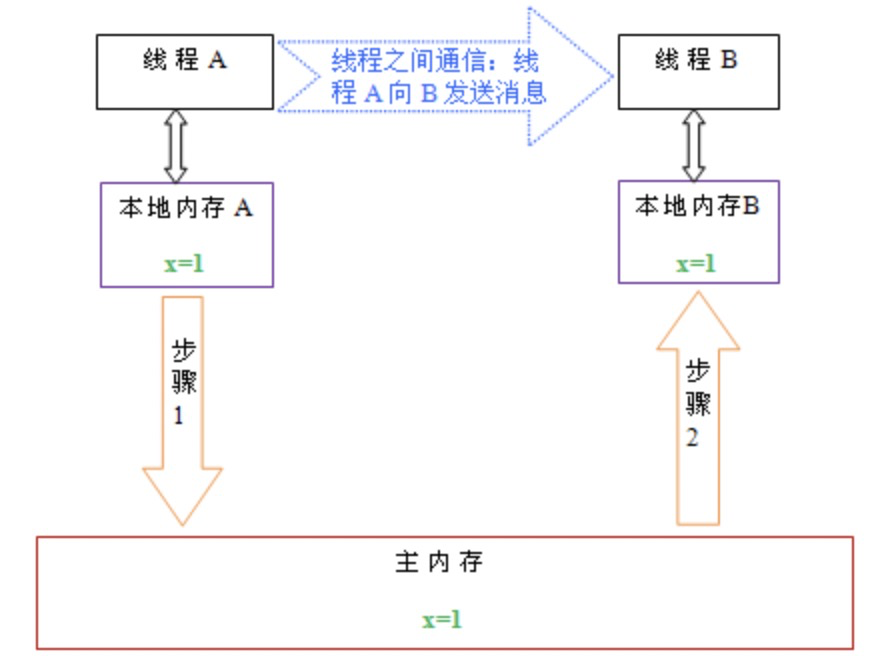 线程 A
线程之间通信：线
程 A 向 B 发送消息
线程 B
本地内存 A
x=1
本地内存B
x=1
步
骤
1
步
骤
2
主内存
x=1